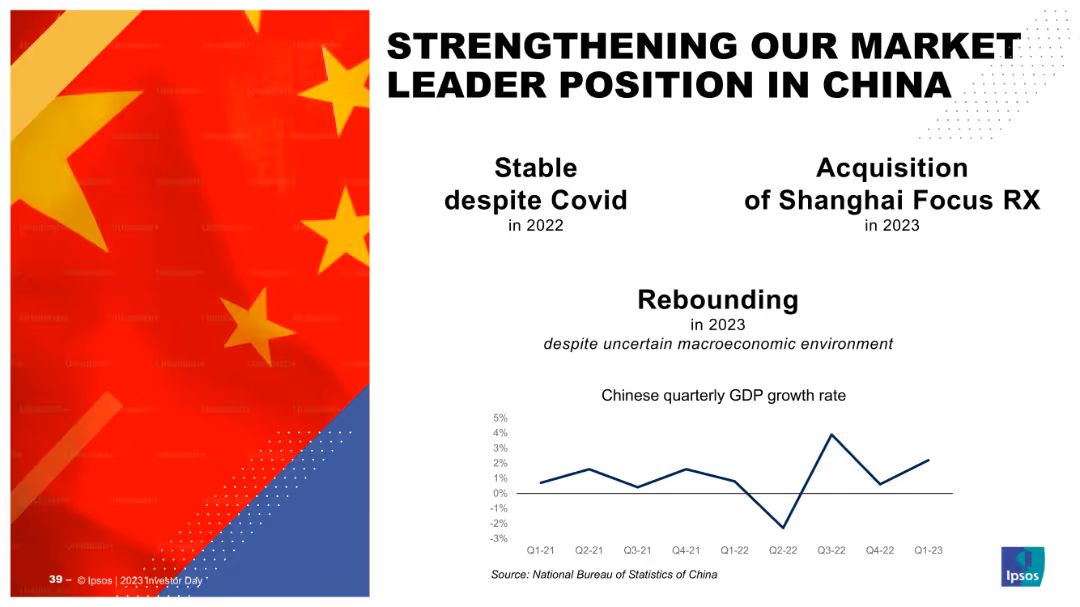 STRENGTHENING OUR MARKET
LEADER POSITION IN CHINA
Stable
despite Covid
in 2022
Acquisition
of Shanghai Focus RX
in 2023
Rebounding
in 2023
despite uncertain macroeconomic environment
Chinese quarterly GDP growth rate
5%
4%
3%
2%
1%
0%
-1%
-2%
-3%
Q1-21 Q2-21 Q3-21 Q4-21 Q1-22 Q2-22 Q3-22 Q4-22 Q1-23
Source: National Bureau of Statistics of China
39 – © Ipsos | 2023 Investor Day
Ipsos